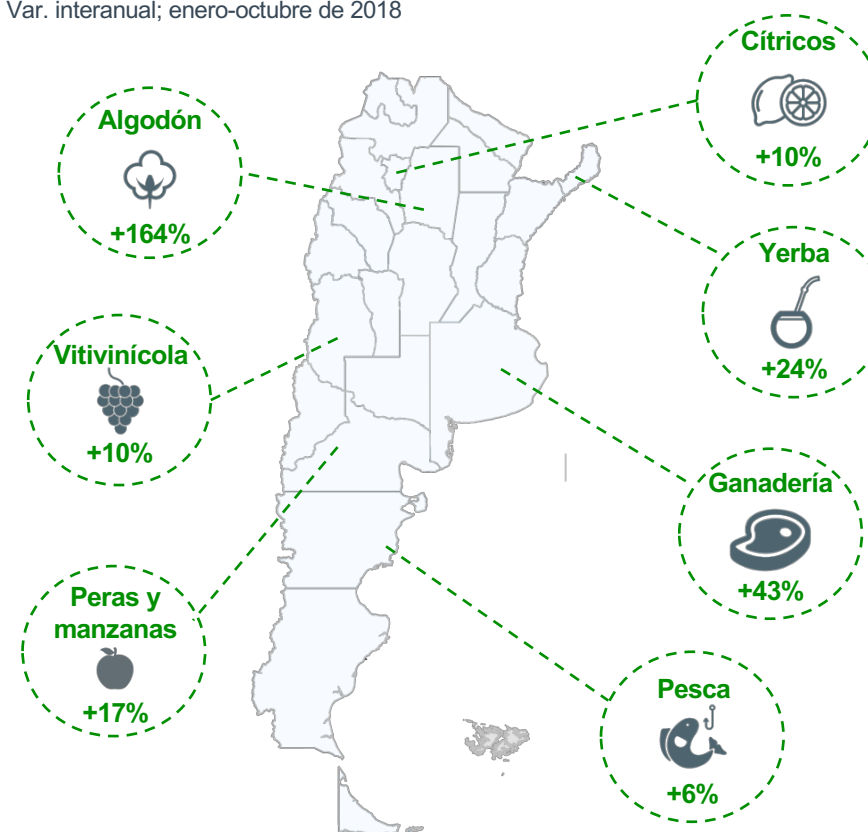 Var. interanual; enero-octubre de 2018
Cítricos
+10%
Algodón
+164%
Yerba
+24%
Vitivinícola
+10%
Ganadería
+43%
Peras y
manzanas
+17%
Pesca
+6%